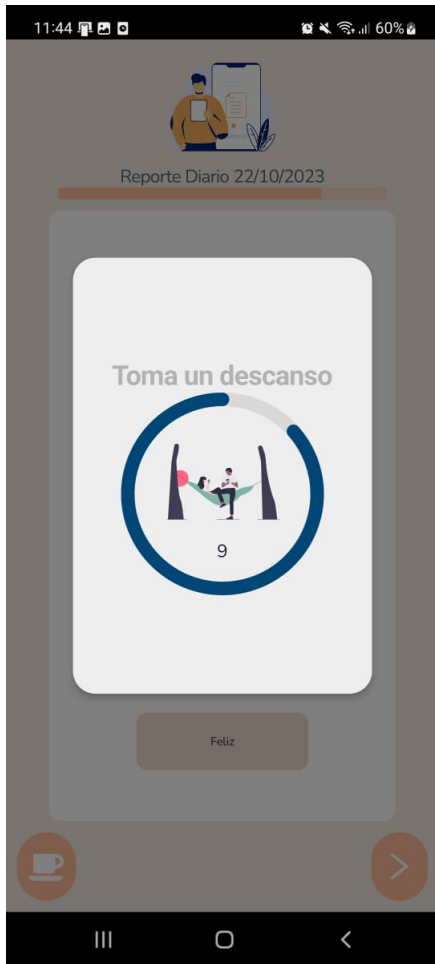 11:44
60%
Reporte Diario 22/10/2023
Toma un descanso
9
Feliz